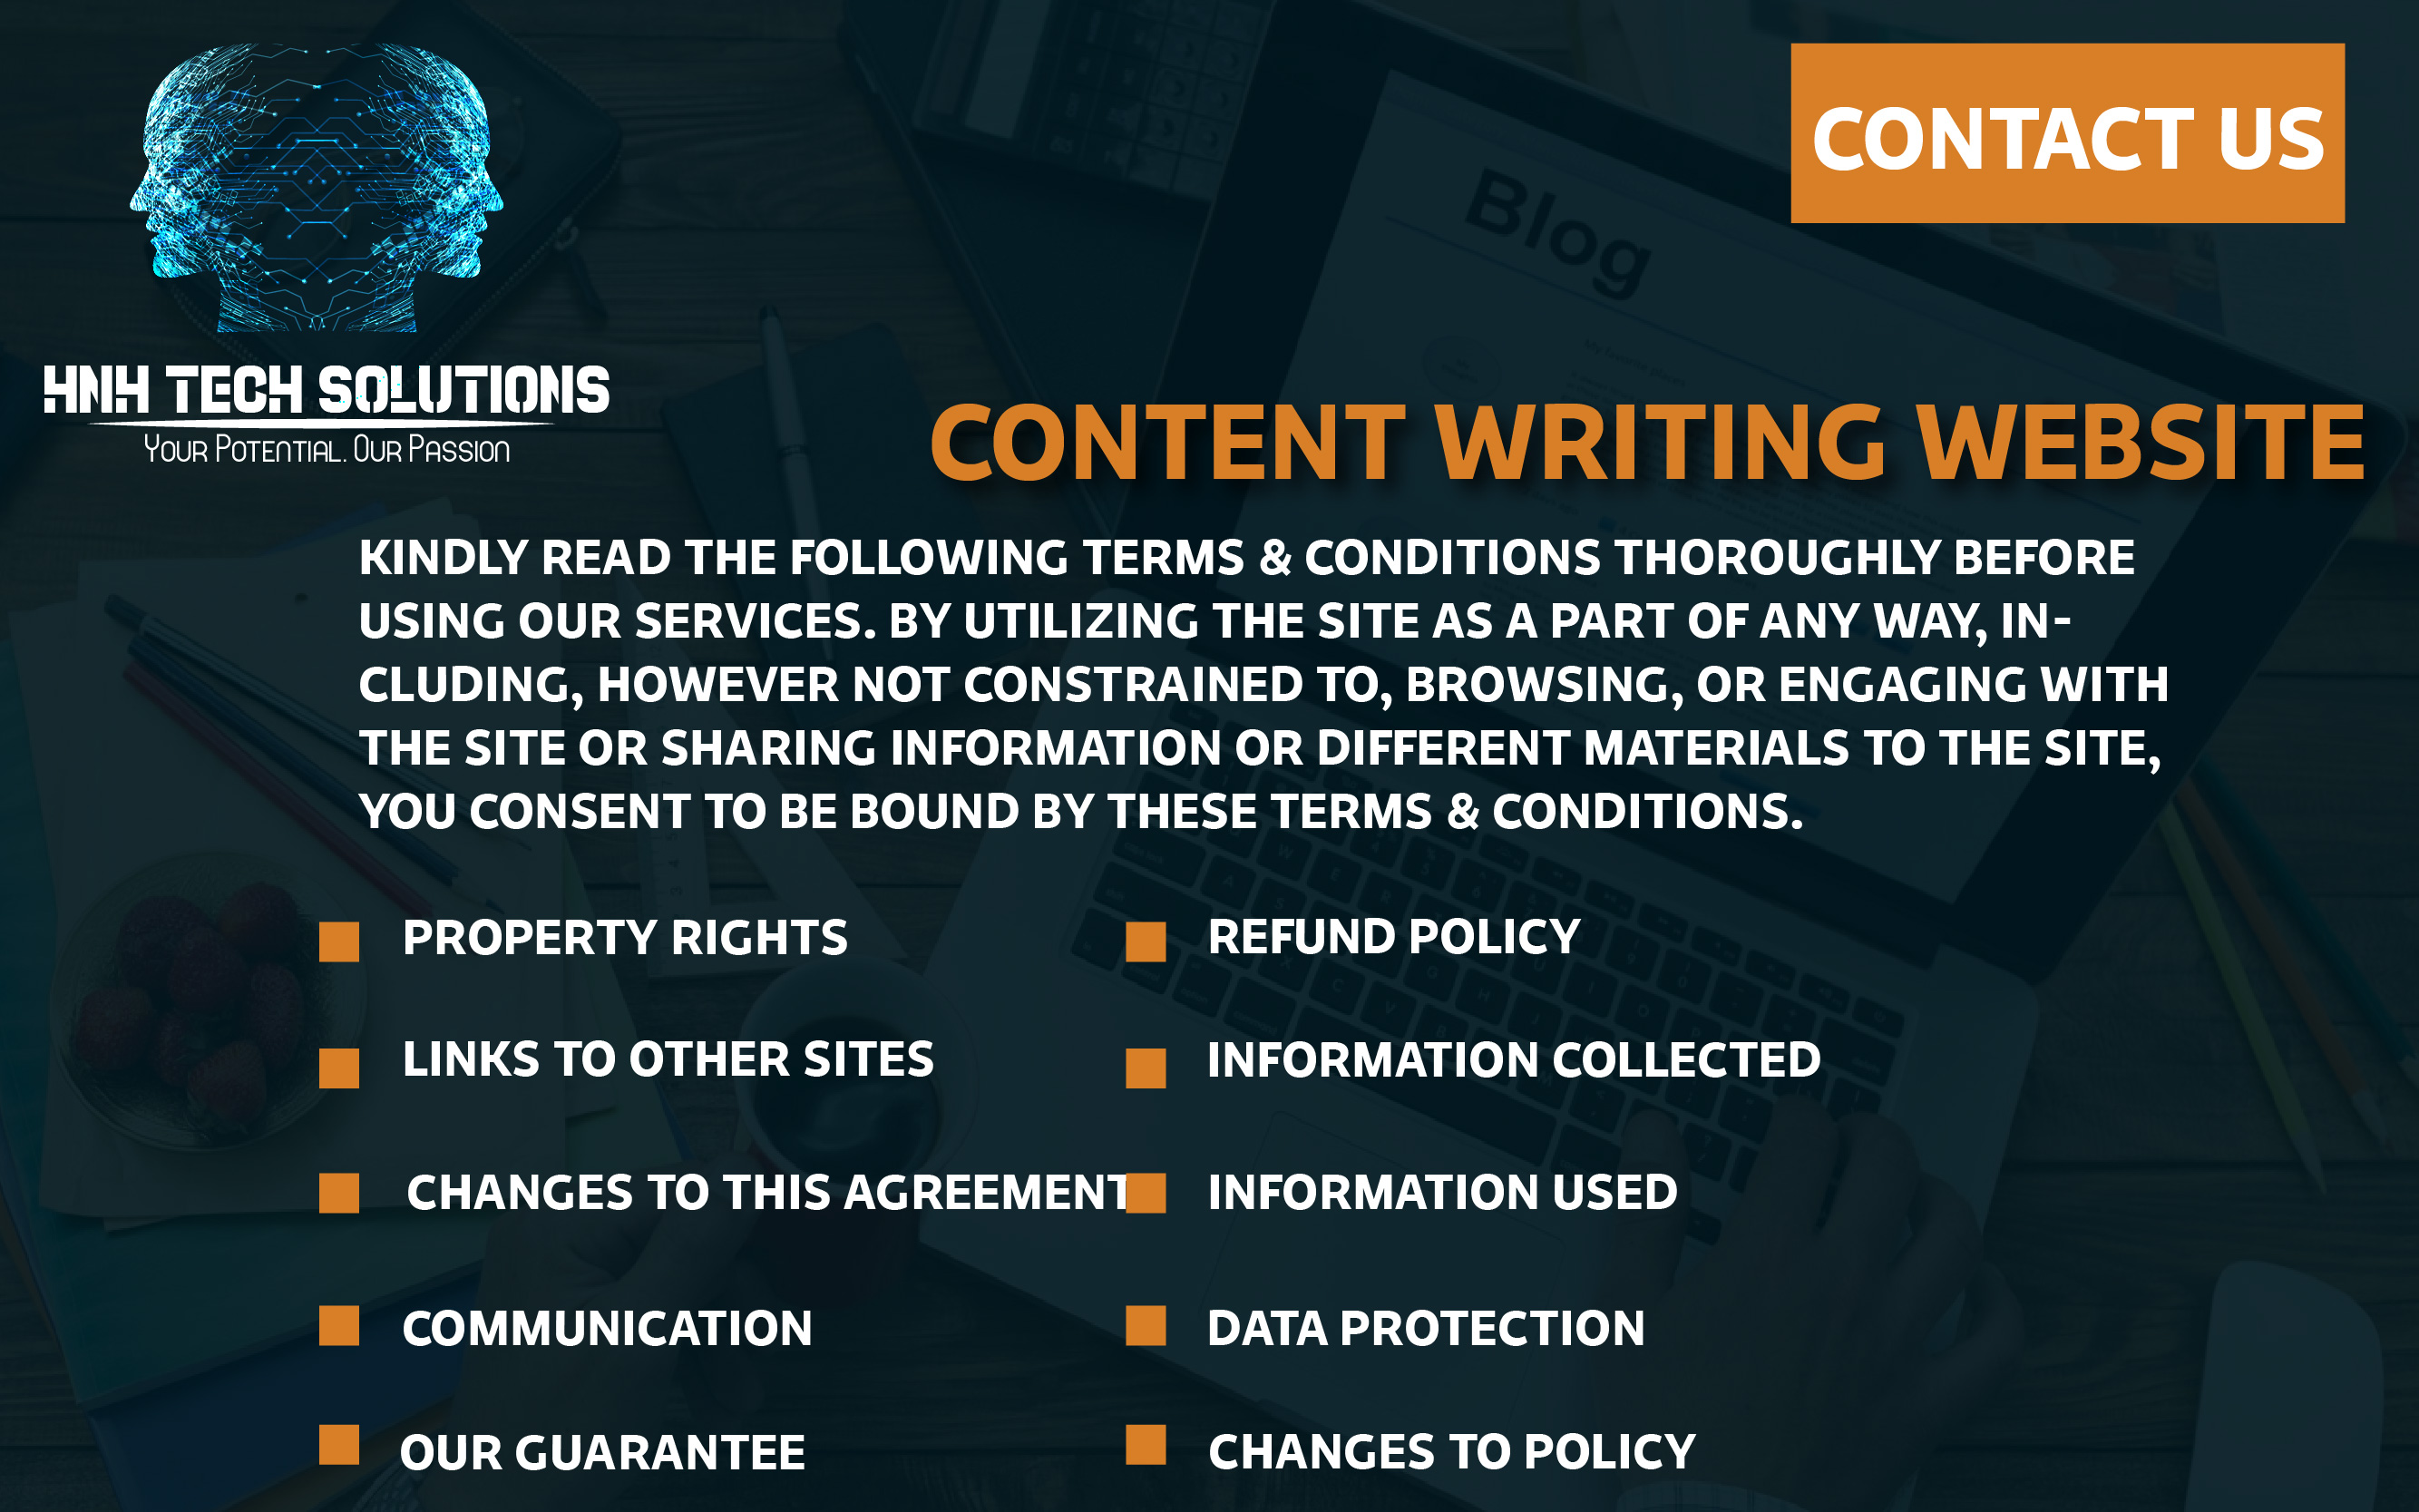 CONTACT US
Blog
HNH TECH SOLUTIONS
YOUR POTENTIAL. OUR PASSION
CONTENT WRITING WEBSITE
KINDLY READ THE FOLLOWING TERMS & CONDITIONS THOROUGHLY BEFORE
USING OUR SERVICES. BY UTILIZING THE SITE AS A PART OF ANY WAY, IN-
CLUDING, HOWEVER NOT CONSTRAINED TO, BROWSING, OR ENGAGING WITH
THE SITE OR SHARING INFORMATION OR DIFFERENT MATERIALS TO THE SITE,
YOU CONSENT TO BE BOUND BY THESE TERMS & CONDITIONS.
PROPERTY RIGHTS
LINKS TO OTHER SITES
CHANGES TO THIS AGREEMENT
COMMUNICATION
OUR GUARANTEE
REFUND POLICY
INFORMATION COLLECTED
INFORMATION USED
DATA PROTECTION
CHANGES TO POLICY